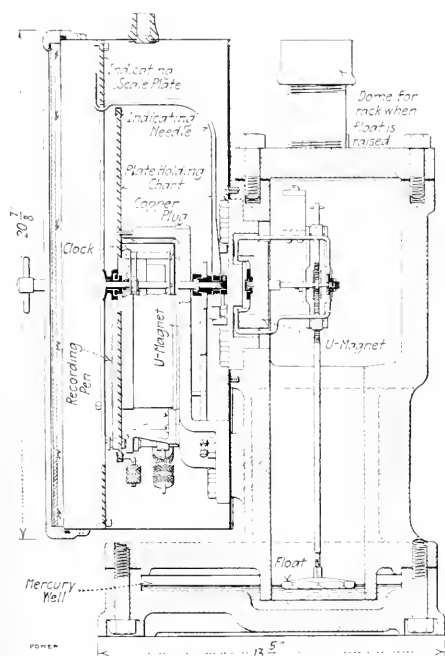 Indicating
Scale Plate
Indicating
Needle
Plate Holding
Chart
Copper
Plug
Clock
U-Magnet
Recording
Pen
20 7/8
Dome for
rack when
float is
raised
U-Magnet
Float
Mercury
Well
POWER
13 5/8"